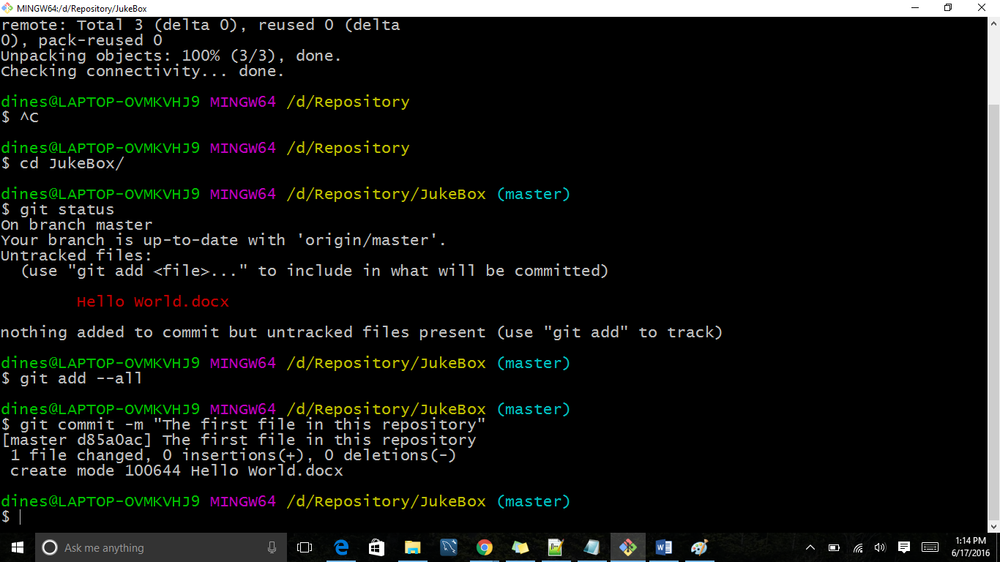 MINGW64:/d/Repository/JukeBox
remote: Total 3 (delta 0), reused 0 (delta
0), pack-reused 0
Unpacking objects: 100% (3/3), done.
Checking connectivity... done.
dines@LAPTOP-OVMKVHJ9 MINGW64 /d/Repository
$ ^C
dines@LAPTOP-OVMKVHJ9 MINGW64 /d/Repository
$ cd JukeBox/
dines@LAPTOP-OVMKVHJ9 MINGW64 /d/Repository/JukeBox (master)
$ git status
On branch master
Your branch is up-to-date with 'origin/master'.
Untracked files:
  (use "git add <file>..." to include in what will be committed)
        Hello World.docx
nothing added to commit but untracked files present (use "git add" to track)
dines@LAPTOP-OVMKVHJ9 MINGW64 /d/Repository/JukeBox (master)
$ git add --all
dines@LAPTOP-OVMKVHJ9 MINGW64 /d/Repository/JukeBox (master)
$ git commit -m "The first file in this repository"
[master d85a0ac] The first file in this repository
 1 file changed, 0 insertions(+), 0 deletions(-)
 create mode 100644 Hello World.docx
dines@LAPTOP-OVMKVHJ9 MINGW64 /d/Repository/JukeBox (master)
$
Ask me anything
1:14 PM
6/17/2016